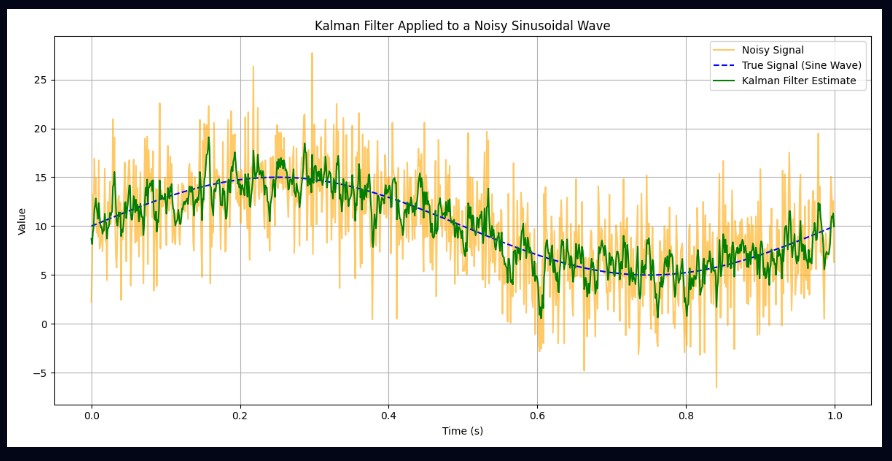 Kalman Filter Applied to a Noisy Sinusoidal Wave
Noisy Signal
True Signal (Sine Wave)
Kalman Filter Estimate
25
20
15
10
5
0
−5
Value
0.0 0.2 0.4 0.6 0.8 1.0
Time (s)